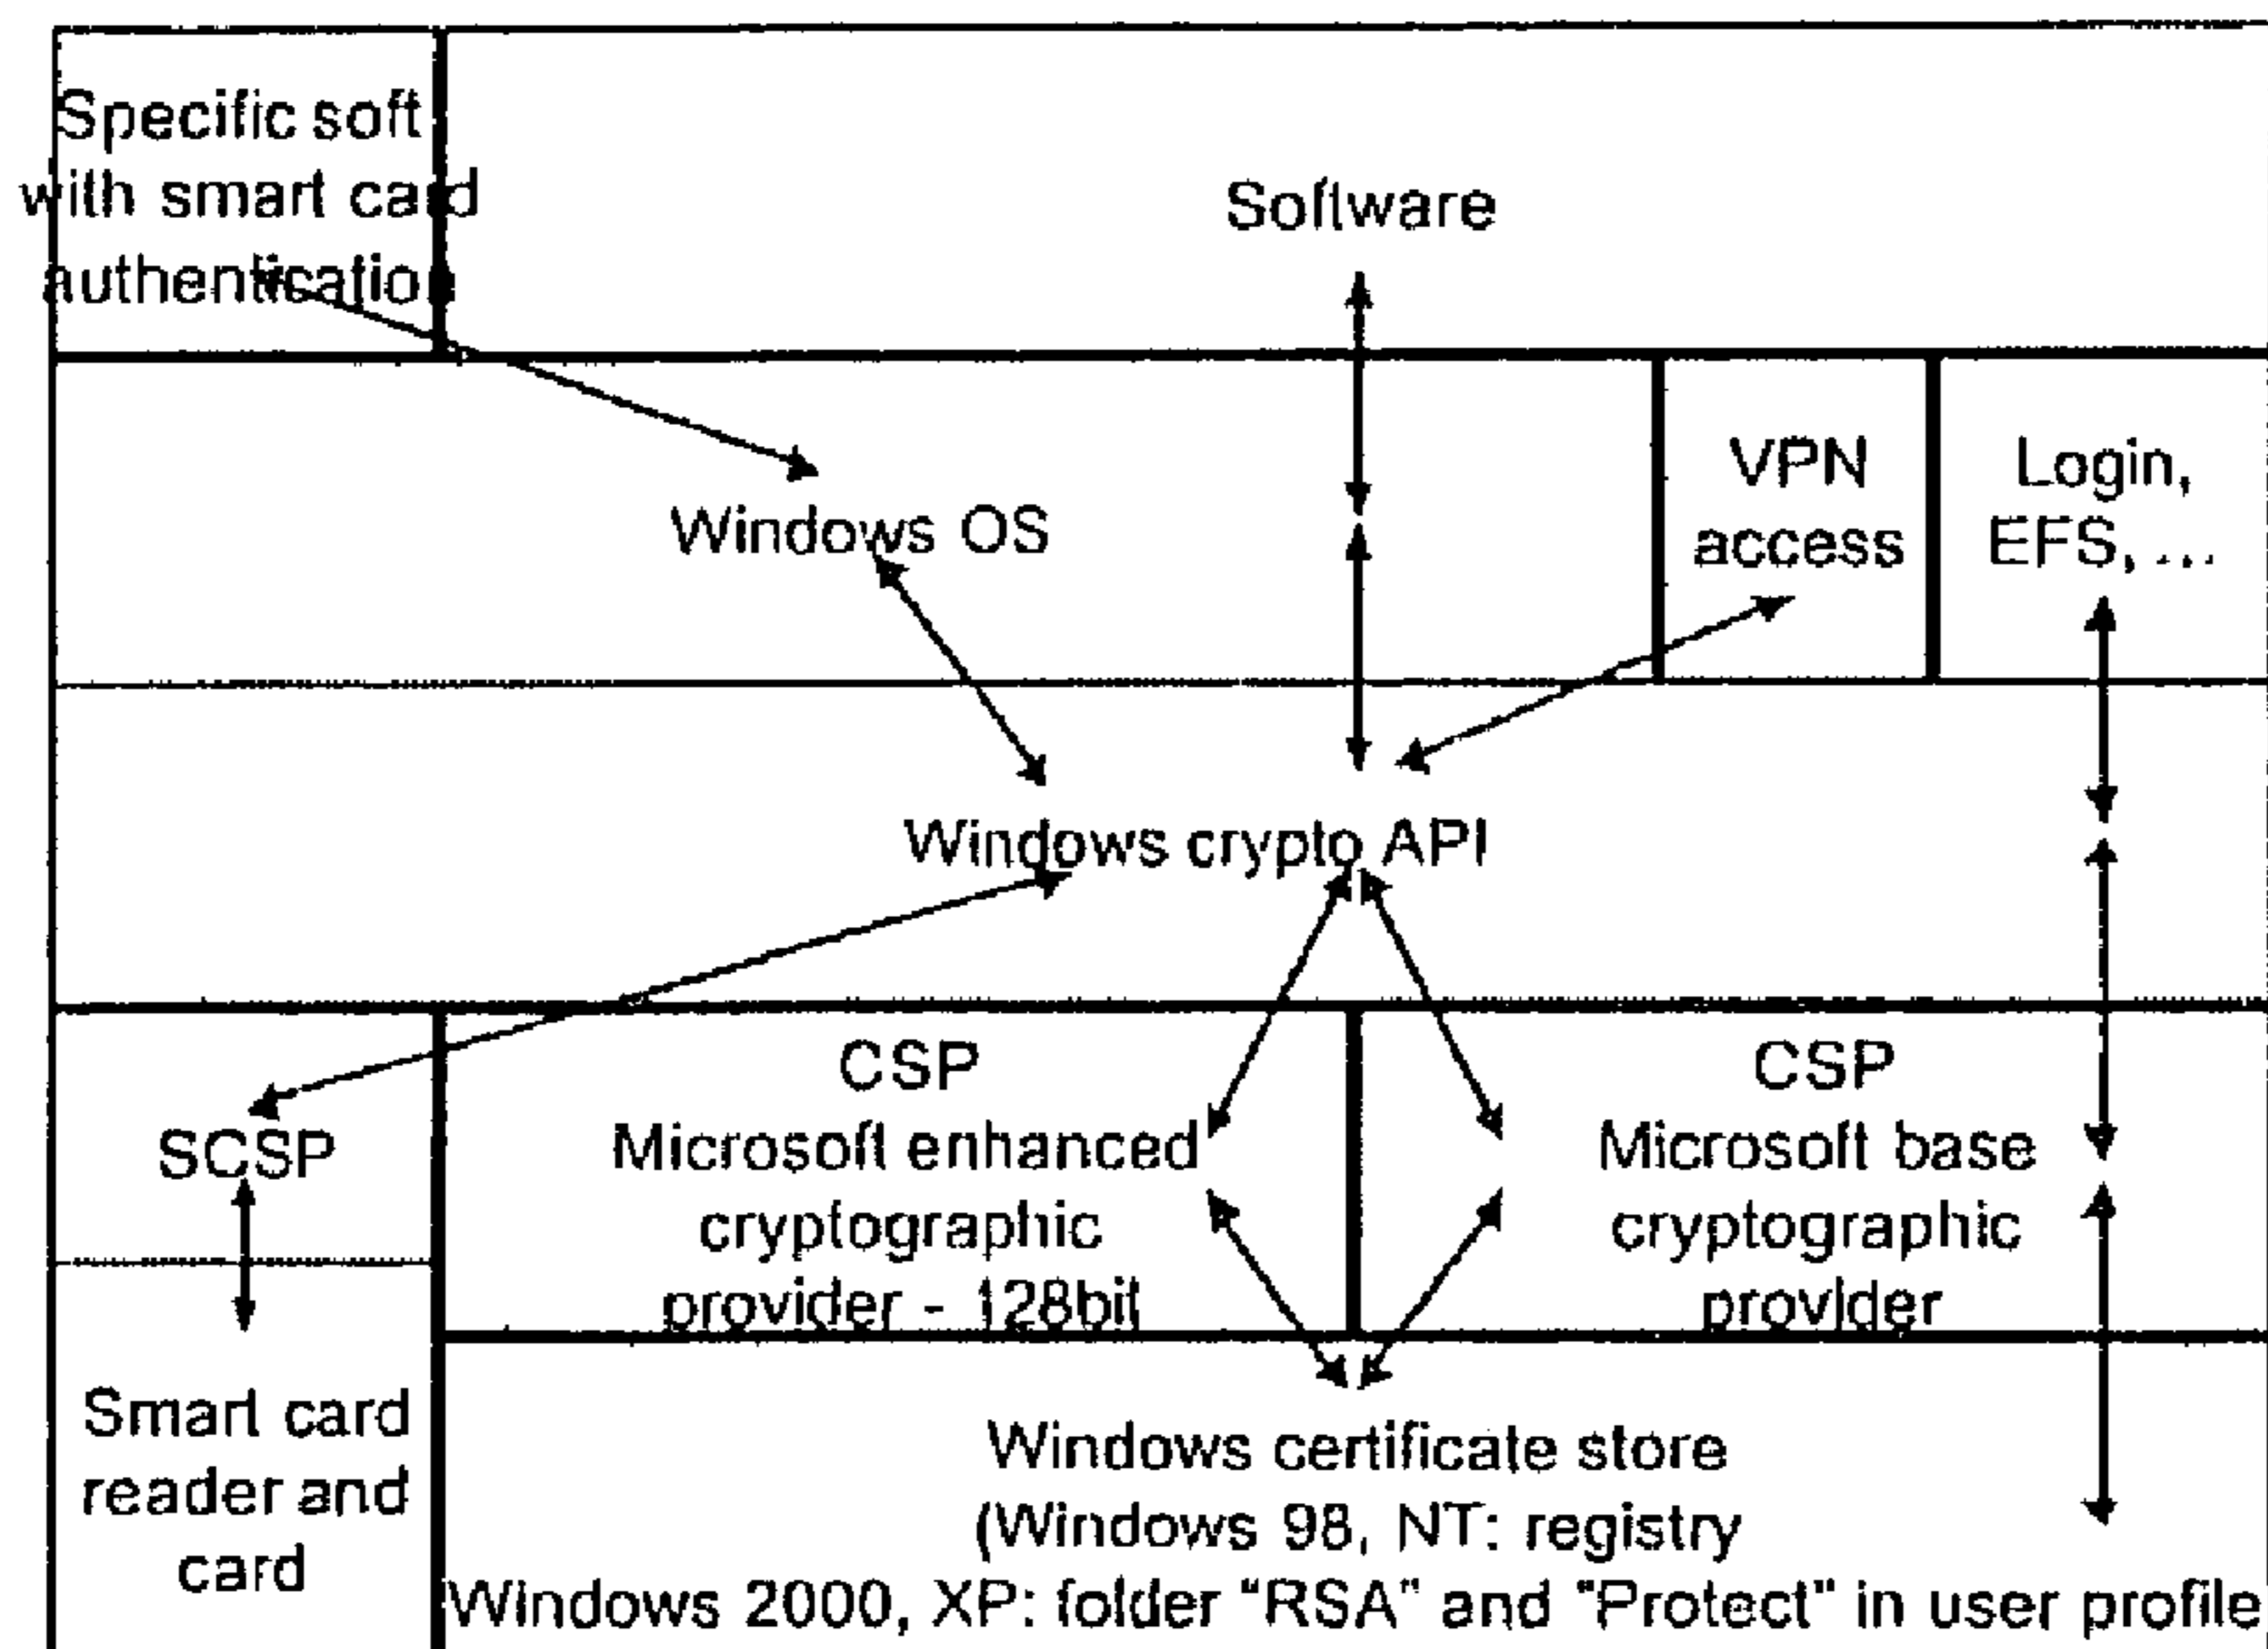 Specific soft
with smart card
authentication
Software
Windows OS
VPN
access
Login,
EFS, ...
Windows crypto API
SCSP
CSP
Microsoft enhanced
cryptographic
provider - 128bit
CSP
Microsoft base
cryptographic
provider
Smart card
reader and
card
Windows certificate store
(Windows 98, NT: registry
Windows 2000, XP: folder "RSA" and "Protect" in user profile